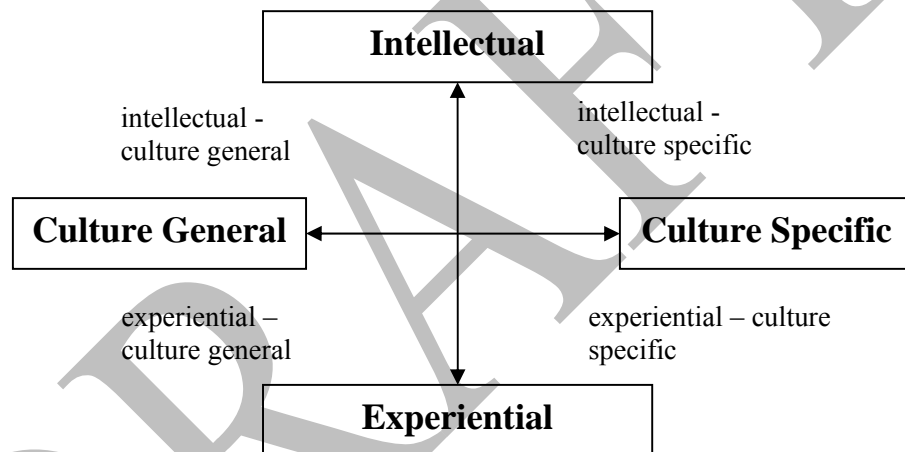 Intellectual
intellectual -
culture general
intellectual -
culture specific
Culture General
Culture Specific
experiential –
culture general
experiential – culture
specific
Experiential
DRAFT